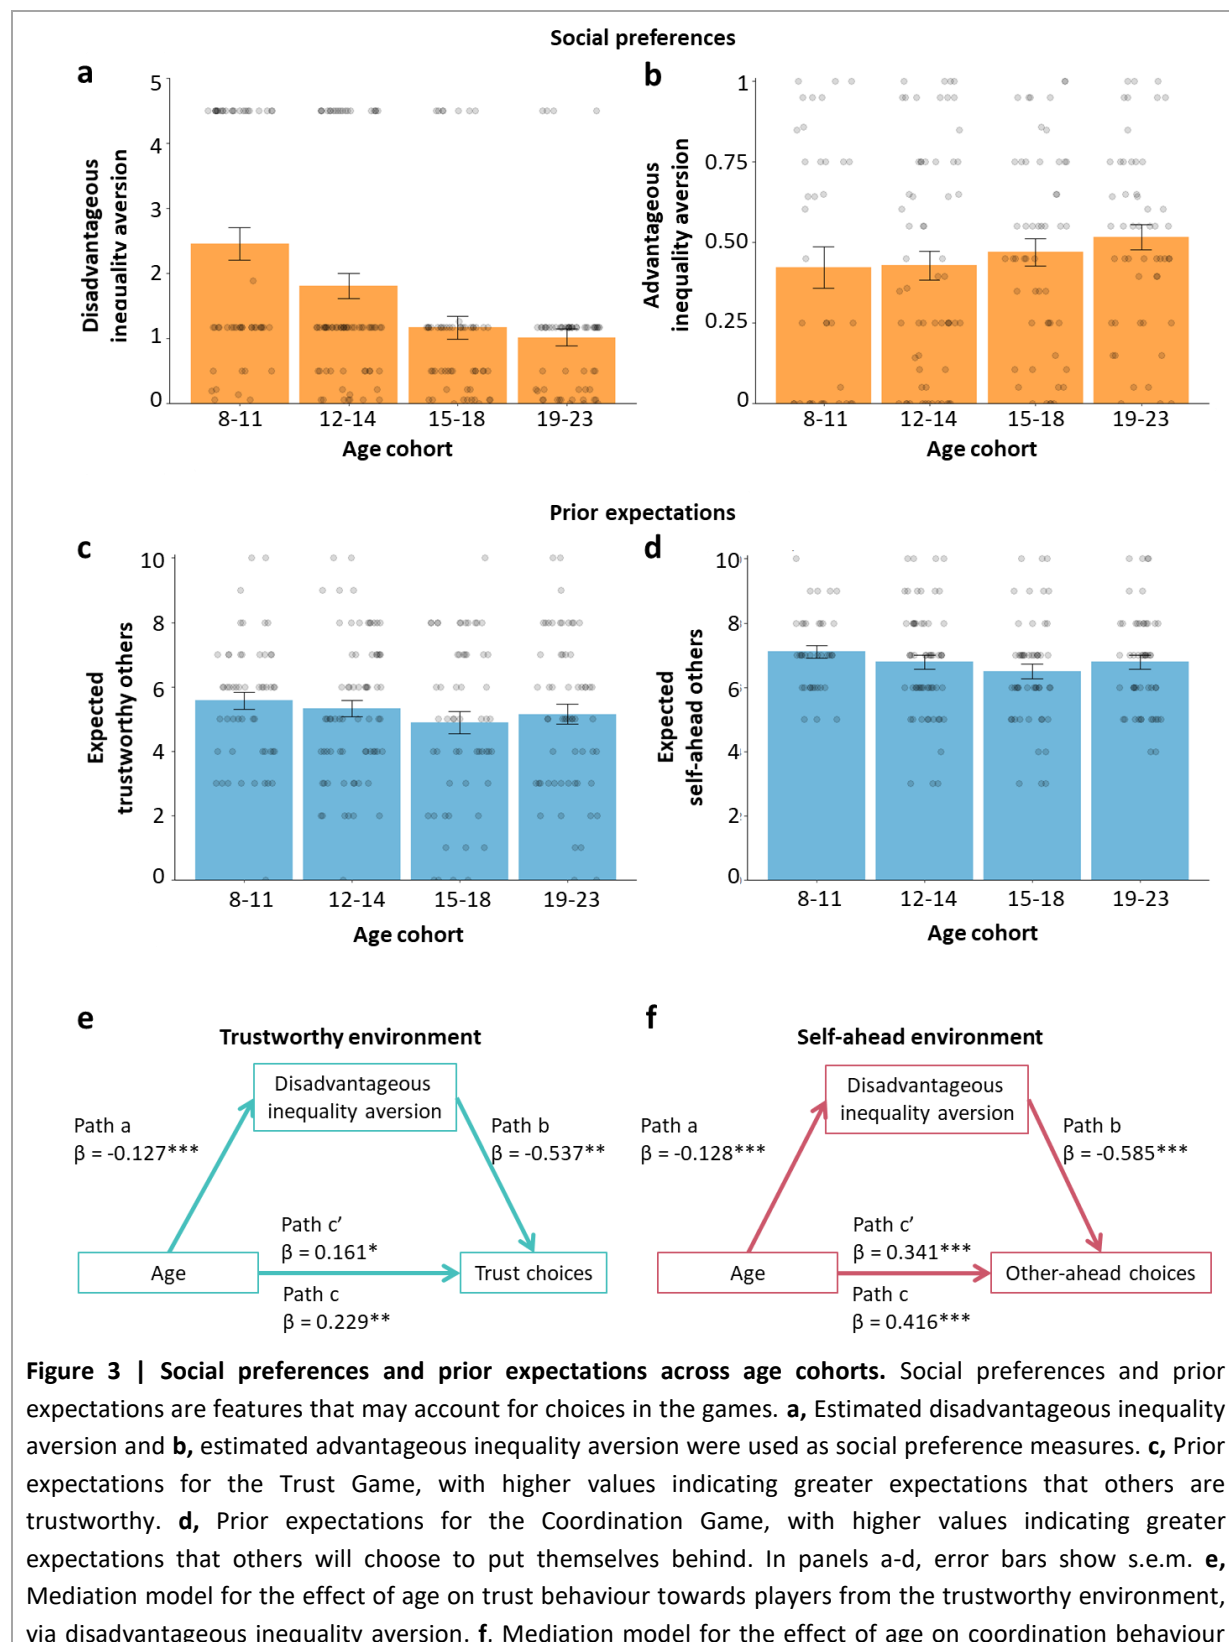 Social preferences
a
b
Disadvantageous
inequality aversion
5
4
3
2
1
0
8-11
12-14
15-18
19-23
Age cohort
Advantageous
inequality aversion
1
0.75
0.50
0.25
0
8-11
12-14
15-18
19-23
Age cohort
Prior expectations
c
d
Expected
trustworthy others
10
8
6
4
2
0
8-11
12-14
15-18
19-23
Age cohort
Expected
self-ahead others
10
8
6
4
2
0
8-11
12-14
15-18
19-23
Age cohort
e
Trustworthy environment
Disadvantageous
inequality aversion
Path a
β = -0.127***
Path b
β = -0.537**
Path c’
β = 0.161*
Age
Trust choices
Path c
β = 0.229**
f
Self-ahead environment
Disadvantageous
inequality aversion
Path a
β = -0.128***
Path b
β = -0.585***
Path c’
β = 0.341***
Age
Other-ahead choices
Path c
β = 0.416***
Figure 3 | Social preferences and prior expectations across age cohorts. Social preferences and prior
expectations are features that may account for choices in the games. a, Estimated disadvantageous inequality
aversion and b, estimated advantageous inequality aversion were used as social preference measures. c, Prior
expectations for the Trust Game, with higher values indicating greater expectations that others are
trustworthy. d, Prior expectations for the Coordination Game, with higher values indicating greater
expectations that others will choose to put themselves behind. In panels a-d, error bars show s.e.m. e,
Mediation model for the effect of age on trust behaviour towards players from the trustworthy environment,
via disadvantageous inequality aversion. f, Mediation model for the effect of age on coordination behaviour